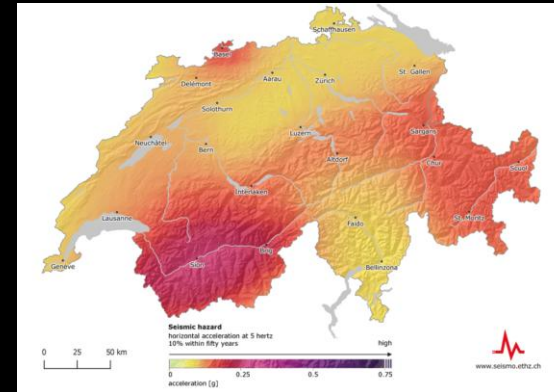 Schaffhausen
Basel
Delémont
Aarau
Zürich
St. Gallen
Solothurn
Neuchâtel
Bern
Luzern
Sargans
Altdorf
Chur
Scuol
Interlaken
Lausanne
Faido
St. Moritz
Genève
Sion
Brig
Bellinzona
Seismic hazard
horizontal acceleration at 5 hertz
10% within fifty years
high
0 25 50 km
0 0.25 0.5 0.75
acceleration [g]
www.seismo.ethz.ch